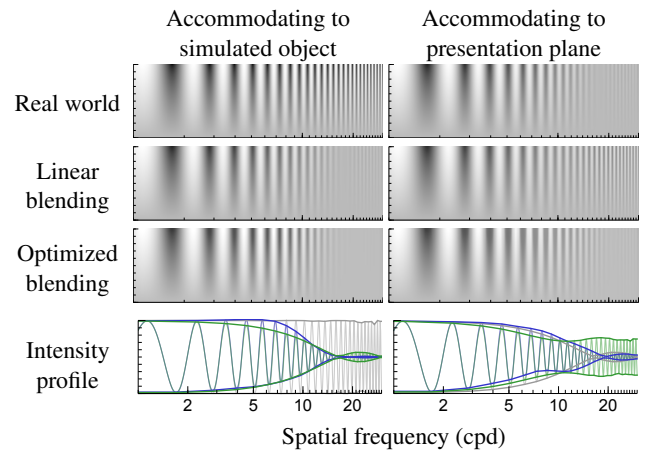 Accommodating to
simulated object
Accommodating to
presentation plane
Real world
Linear
blending
Optimized
blending
Intensity
profile
2 5 10 20 2 5 10 20
Spatial frequency (cpd)